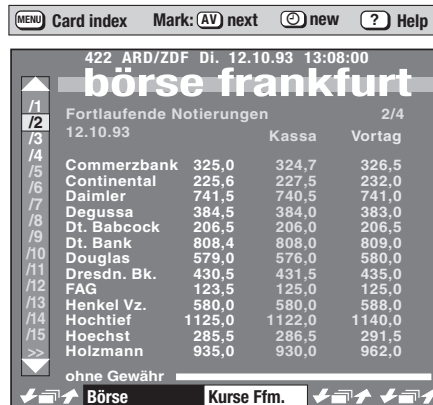 MENU Card index Mark: AV next new ? Help
422 ARD/ZDF Di. 12.10.93 13:08:00
börse frankfurt
/1
/2
/3
/4
/5
/6
/7
/8
/9
/10
/11
/12
/13
/14
/15
>>
Fortlaufende Notierungen 2/4
12.10.93 Kassa Vortag
Commerzbank 325,0 324,7 326,5
Continental 225,6 227,5 232,0
Daimler 741,5 740,5 741,0
Degussa 384,5 384,0 383,0
Dt. Babcock 206,5 206,0 206,5
Dt. Bank 808,4 808,0 809,0
Douglas 579,0 576,0 580,0
Dresdn. Bk. 430,5 431,5 435,0
FAG 123,5 125,0 125,0
Henkel Vz. 580,0 580,0 588,0
Hochtief 1125,0 1122,0 1140,0
Hoechst 285,5 286,5 291,5
Holzmann 935,0 930,0 962,0
ohne Gewähr
Börse Kurse Ffm.